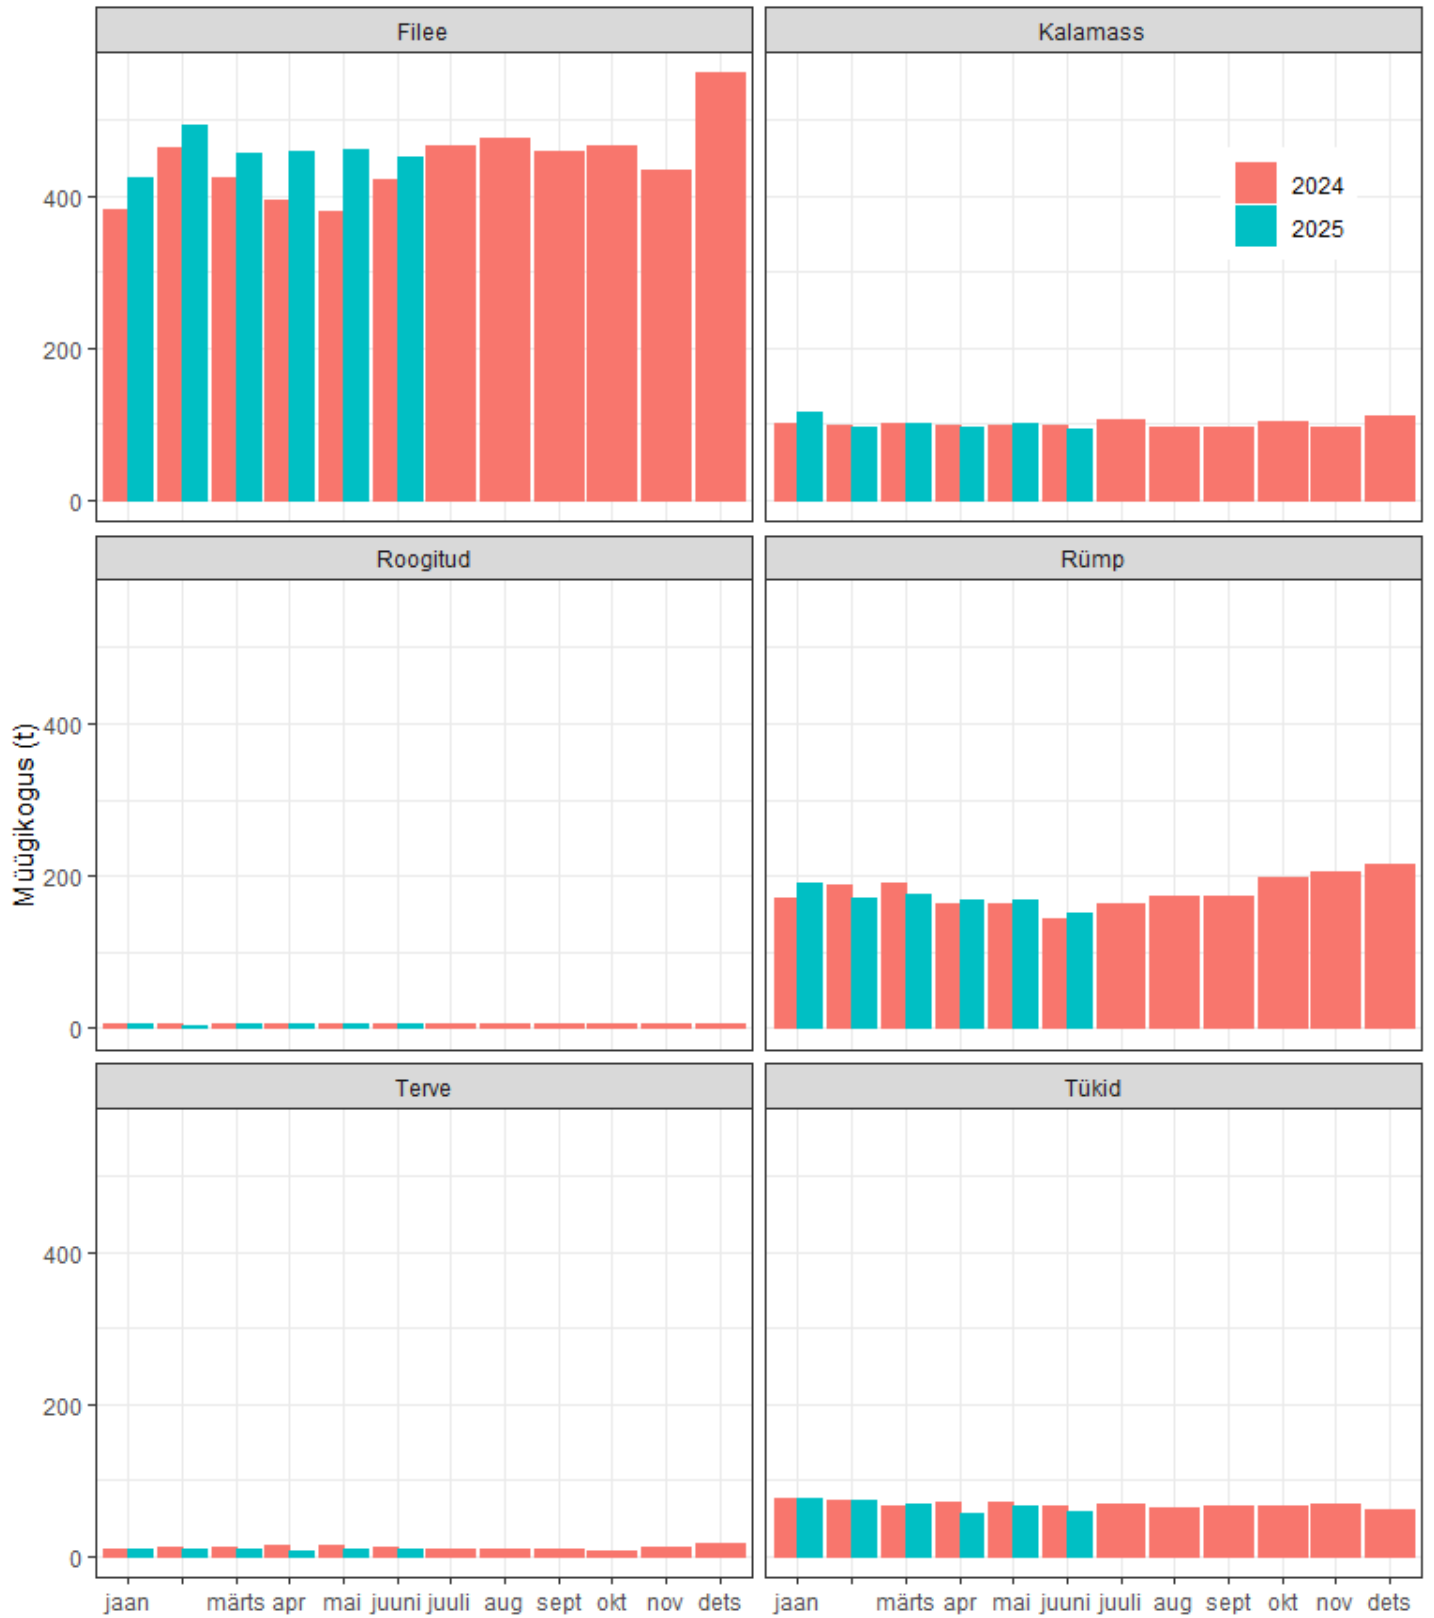 Filee
Kalamass
400
200
0
2024
2025
Roogitud
Rümp
Müügikogus (t)
400
200
0
Terve
Tükid
400
200
0
jaan märts apr mai juuni juuli aug sept okt nov dets
jaan märts apr mai juuni juuli aug sept okt nov dets